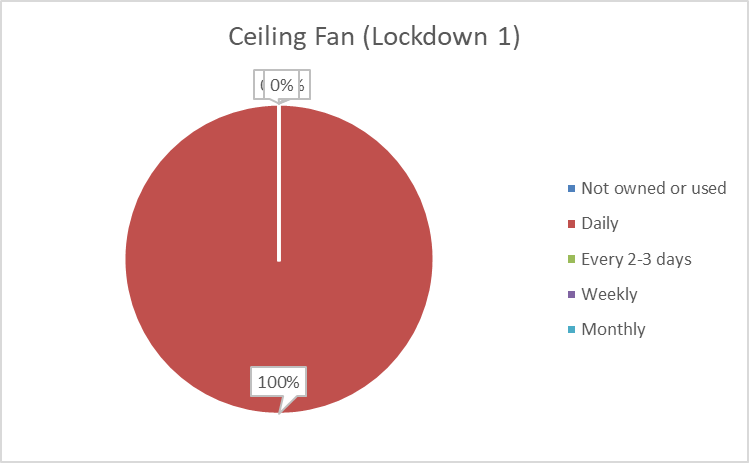 Ceiling Fan (Lockdown 1)
0%
Not owned or used
Daily
Every 2-3 days
Weekly
Monthly
100%